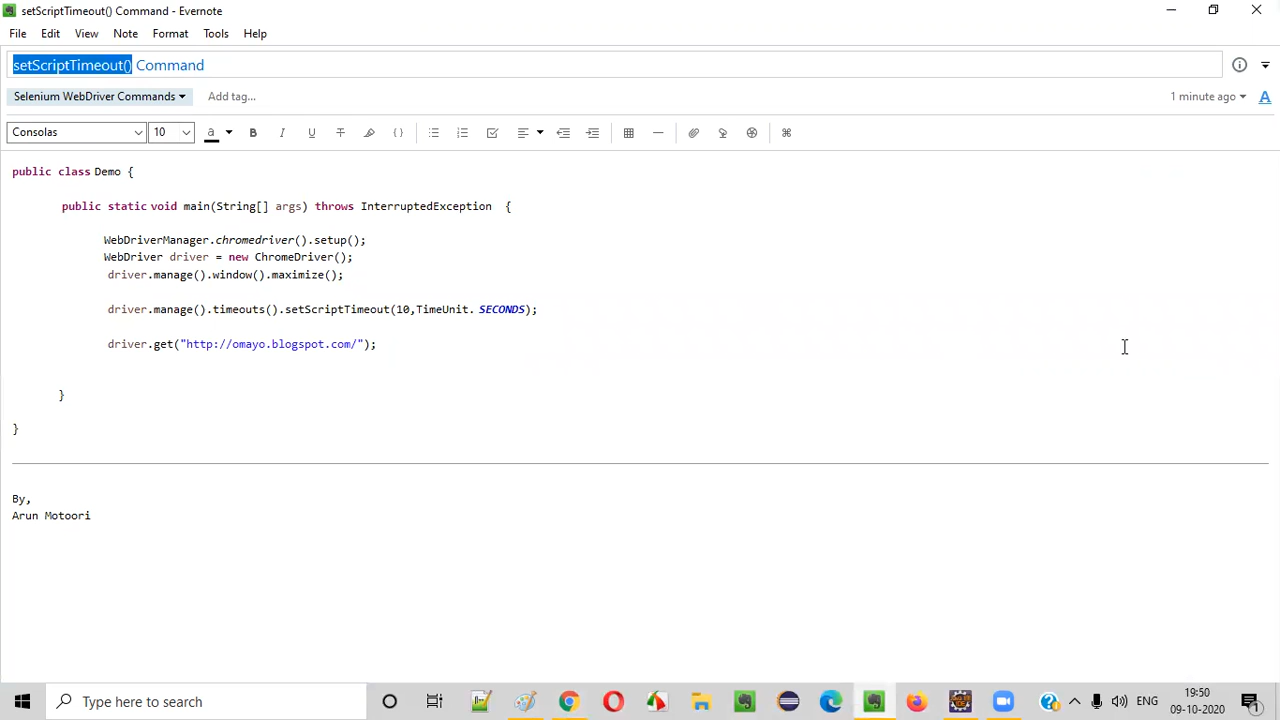 setScriptTimeout() Command - Evernote
File Edit View Note Format Tools Help
setScriptTimeout() Command
Selenium WebDriver Commands Add tag... 1 minute ago
Consolas 10 a B I U T { }
public class Demo {
public static void main(String[] args) throws InterruptedException {
WebDriverManager.chromedriver().setup();
WebDriver driver = new ChromeDriver();
driver.manage().window().maximize();
driver.manage().timeouts().setScriptTimeout(10,TimeUnit.SECONDS);
driver.get("http://omayo.blogspot.com/");
}
}
By,
Arun Motoori
Type here to search
ENG
19:50
09-10-2020